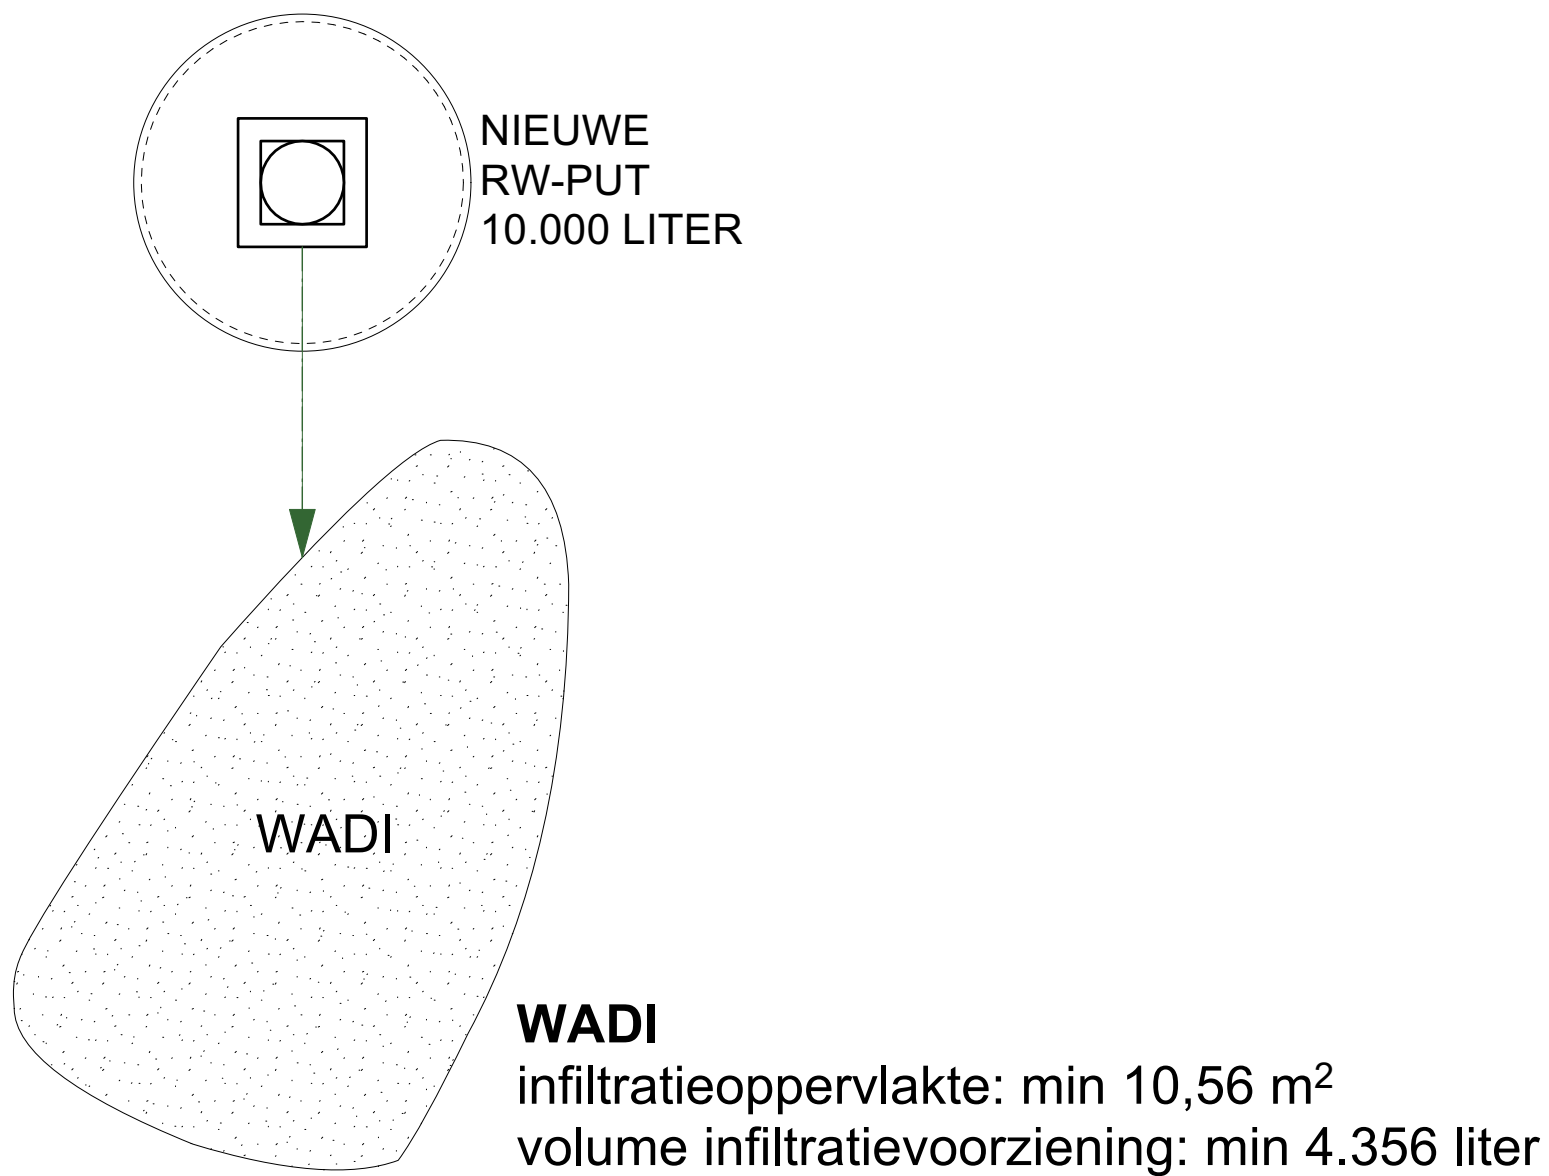 NIEUWE
RW-PUT
10.000 LITER
WADI
WADI
infiltratieoppervlakte: min 10,56 m²
volume infiltratievoorziening: min 4.356 liter